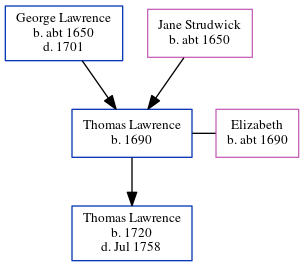 George Lawrence
b. abt 1650
d. 1701
Jane Strudwick
b. abt 1650
Thomas Lawrence
b. 1690
Elizabeth
b. abt 1690
Thomas Lawrence
b. 1720
d. Jul 1758